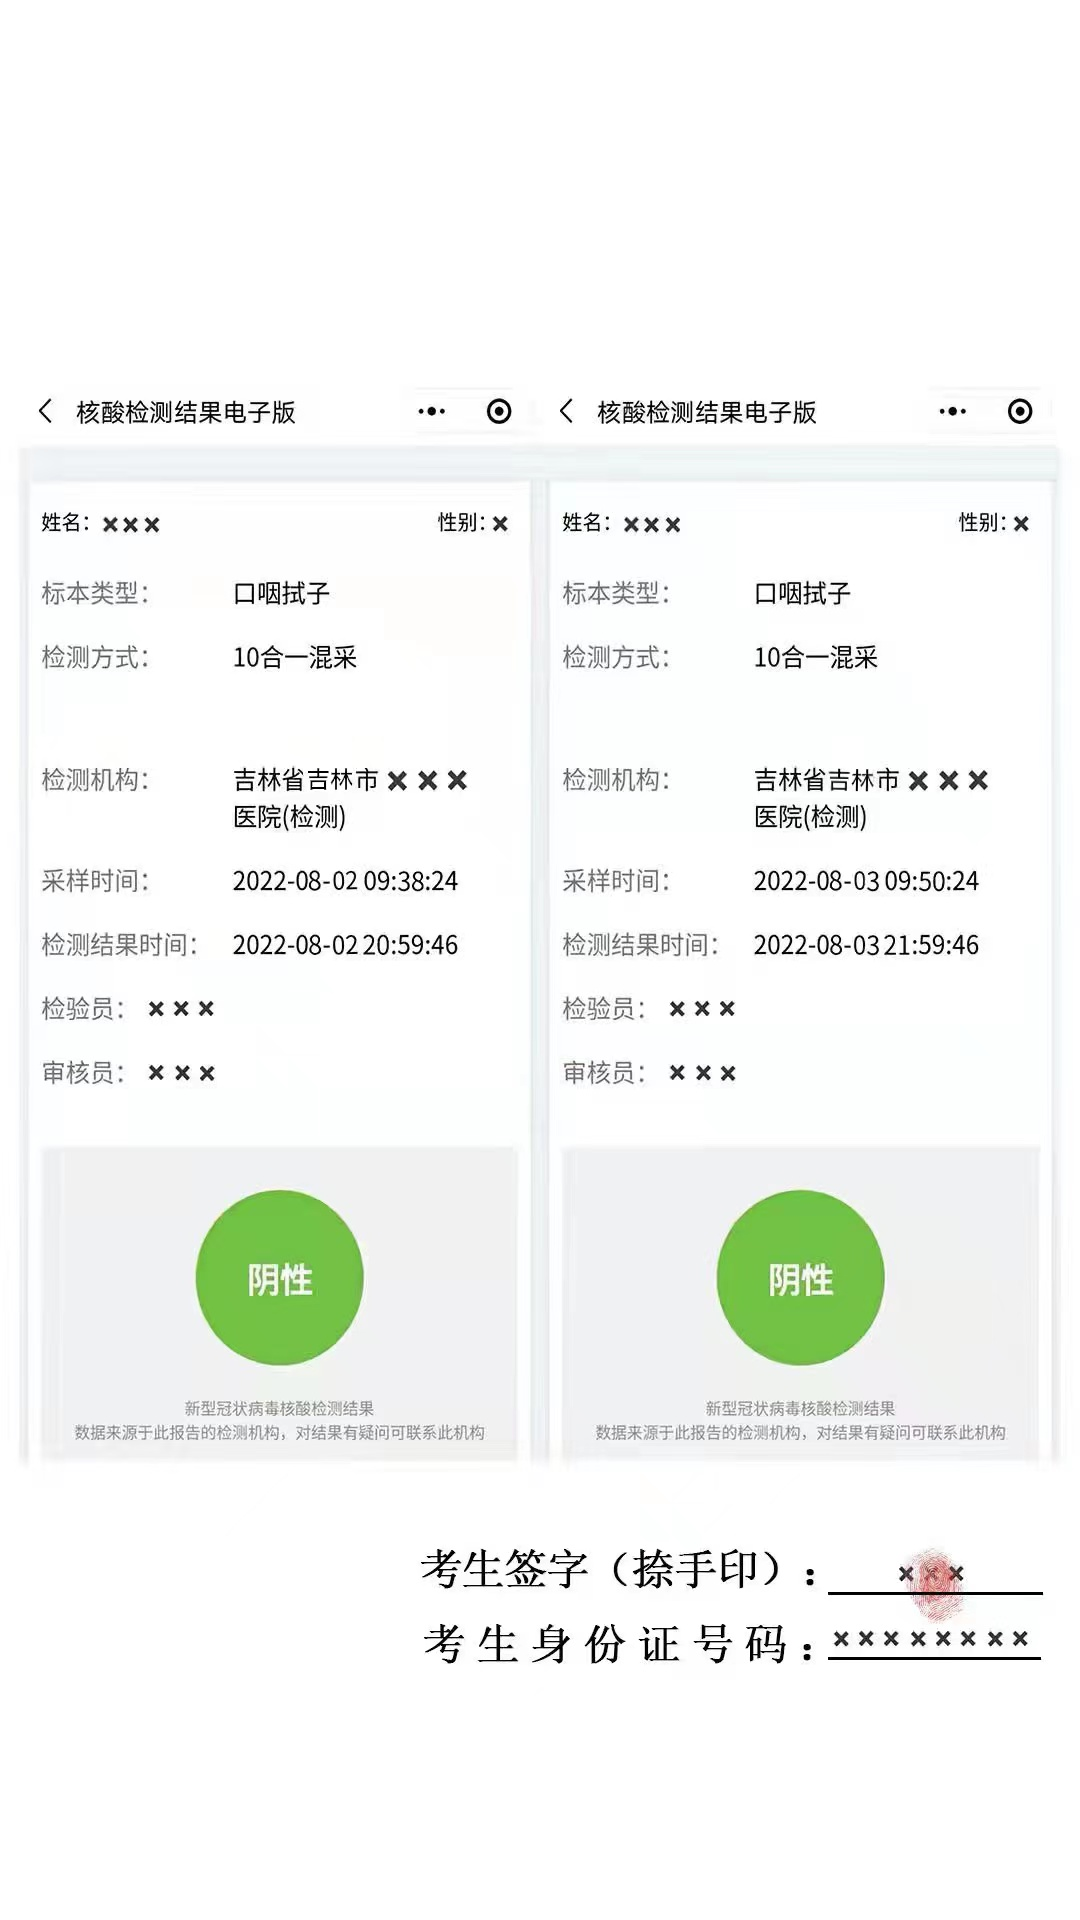 核酸检测结果电子版
姓名：××× 性别：×
标本类型： 口咽拭子
检测方式： 10合一混采
检测机构： 吉林省吉林市×××
医院(检测)
采样时间： 2022-08-02 09:38:24
检测结果时间： 2022-08-02 20:59:46
检验员： ×××
审核员： ×××
阴性
新型冠状病毒核酸检测结果
数据来源于此报告的检测机构，对结果有疑问可联系此机构
核酸检测结果电子版
姓名：××× 性别：×
标本类型： 口咽拭子
检测方式： 10合一混采
检测机构： 吉林省吉林市×××
医院(检测)
采样时间： 2022-08-03 09:50:24
检测结果时间： 2022-08-03 21:59:46
检验员： ×××
审核员： ×××
阴性
新型冠状病毒核酸检测结果
数据来源于此报告的检测机构，对结果有疑问可联系此机构
考生签字（捺手印）：×××
考生身份证号码：××××××××